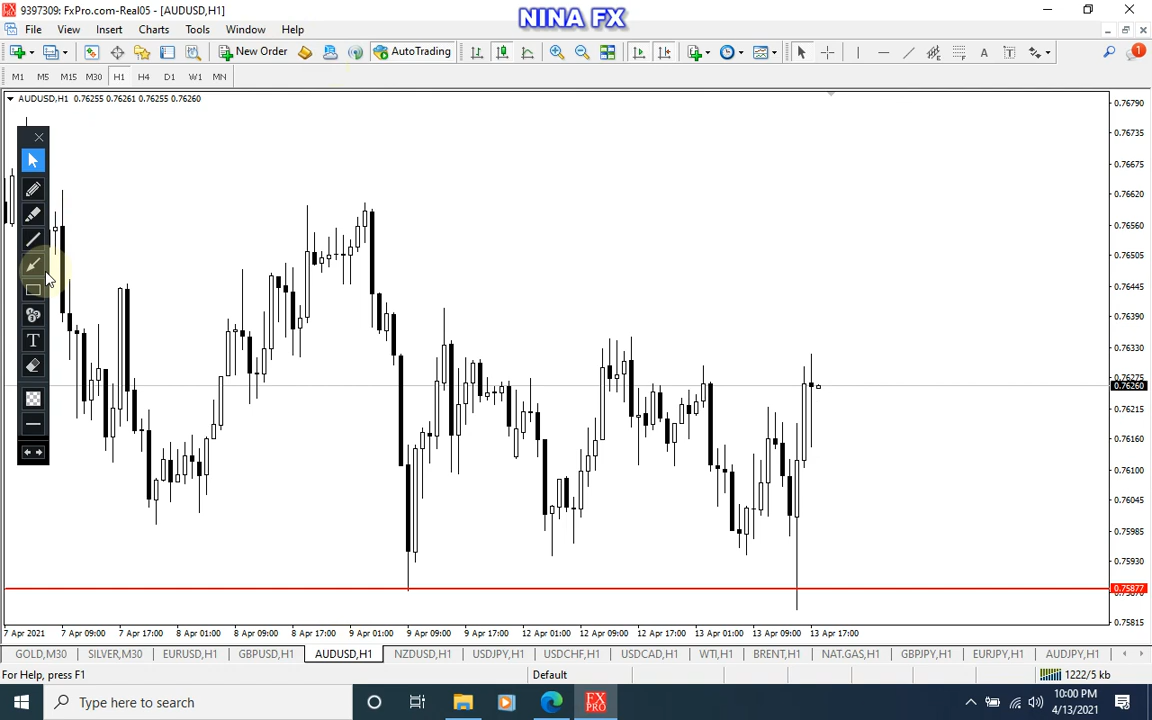 9397309: FxPro.com-Real05 - [AUDUSD,H1]
NINA FX
File View Insert Charts Tools Window Help
New Order AutoTrading
1
M1 M5 M15 M30 H1 H4 D1 W1 MN
AUDUSD,H1 0.76255 0.76261 0.76255 0.76260
0.76790
0.76735
0.76675
0.76620
0.76560
0.76505
0.76445
0.76390
0.76330
0.76275
0.76260
0.76215
0.76160
0.76100
0.76045
0.75985
0.75930
0.75877
0.75815
7 Apr 2021 7 Apr 09:00 7 Apr 17:00 8 Apr 01:00 8 Apr 09:00 8 Apr 17:00 9 Apr 01:00 9 Apr 09:00 9 Apr 17:00 12 Apr 01:00 12 Apr 09:00 12 Apr 17:00 13 Apr 01:00 13 Apr 09:00 13 Apr 17:00
GOLD,M30 SILVER,M30 EURUSD,H1 GBPUSD,H1 AUDUSD,H1 NZDUSD,H1 USDJPY,H1 USDCHF,H1 USDCAD,H1 WTI,H1 BRENT,H1 NAT.GAS,H1 GBPJPY,H1 EURJPY,H1 AUDJPY,H1
For Help, press F1 Default 1222/5 kb
Type here to search
FX PRO
10:00 PM
4/13/2021